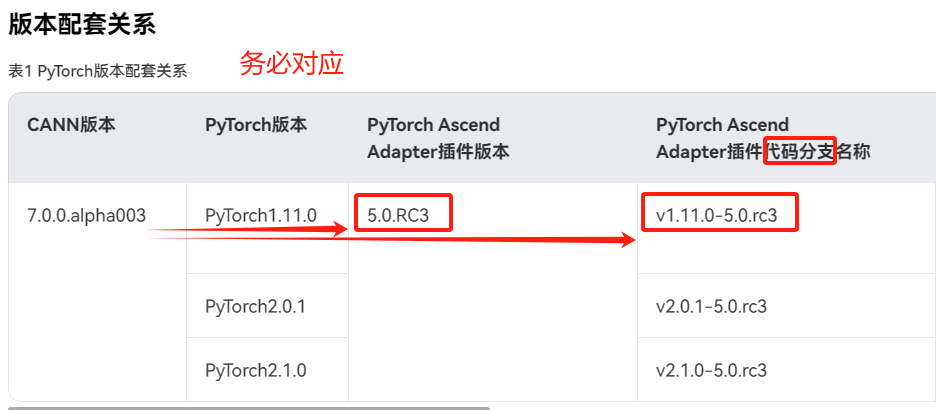 版本配套关系
表1 PyTorch版本配套关系
务必对应
CANN版本
PyTorch版本
PyTorch Ascend
Adapter插件版本
PyTorch Ascend
Adapter插件代码分支名称
7.0.0.alpha003
PyTorch1.11.0
5.0.RC3
v1.11.0-5.0.rc3
PyTorch2.0.1
v2.0.1-5.0.rc3
PyTorch2.1.0
v2.1.0-5.0.rc3